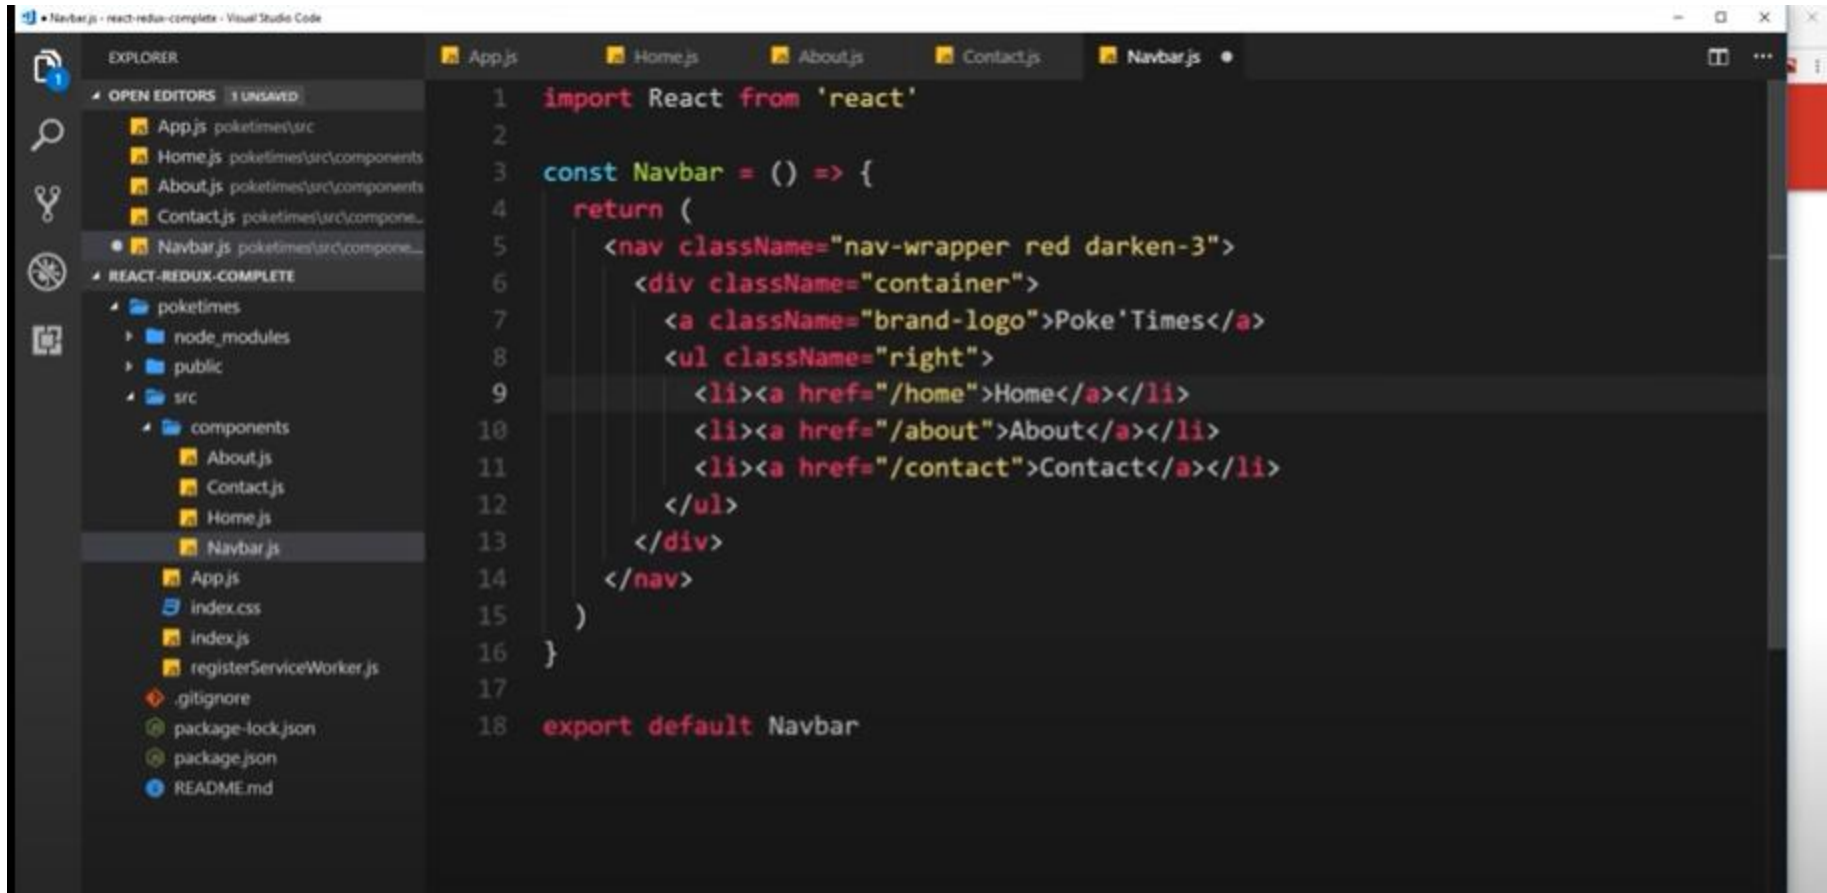 Navbar.js - react-redux-complete - Visual Studio Code
EXPLORER
OPEN EDITORS 1 UNSAVED
App.js poketimes\src
Home.js poketimes\src\components
About.js poketimes\src\components
Contact.js poketimes\src\compone...
Navbar.js poketimes\src\compone...
REACT-REDUX-COMPLETE
poketimes
node_modules
public
src
components
About.js
Contact.js
Home.js
Navbar.js
App.js
index.css
index.js
registerServiceWorker.js
.gitignore
package-lock.json
package.json
README.md
1
App.js Home.js About.js Contact.js Navbar.js
1 import React from 'react'
2
3 const Navbar = () => {
4 return (
5 <nav className="nav-wrapper red darken-3">
6 <div className="container">
7 <a className="brand-logo">Poke'Times</a>
8 <ul className="right">
9 <li><a href="/home">Home</a></li>
10 <li><a href="/about">About</a></li>
11 <li><a href="/contact">Contact</a></li>
12 </ul>
13 </div>
14 </nav>
15 )
16 }
17
18 export default Navbar